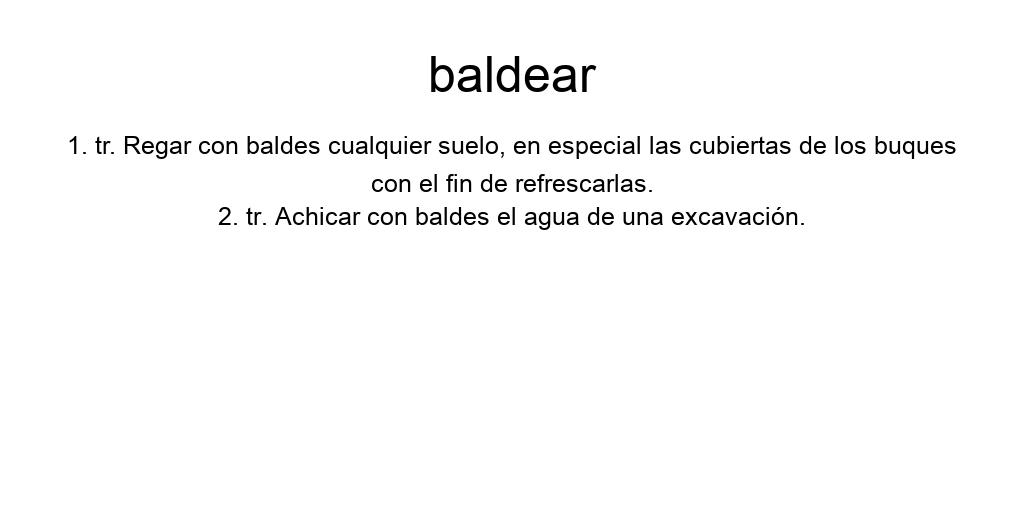 baldear
1. tr. Regar con baldes cualquier suelo, en especial las cubiertas de los buques
con el fin de refrescarlas.
2. tr. Achicar con baldes el agua de una excavación.